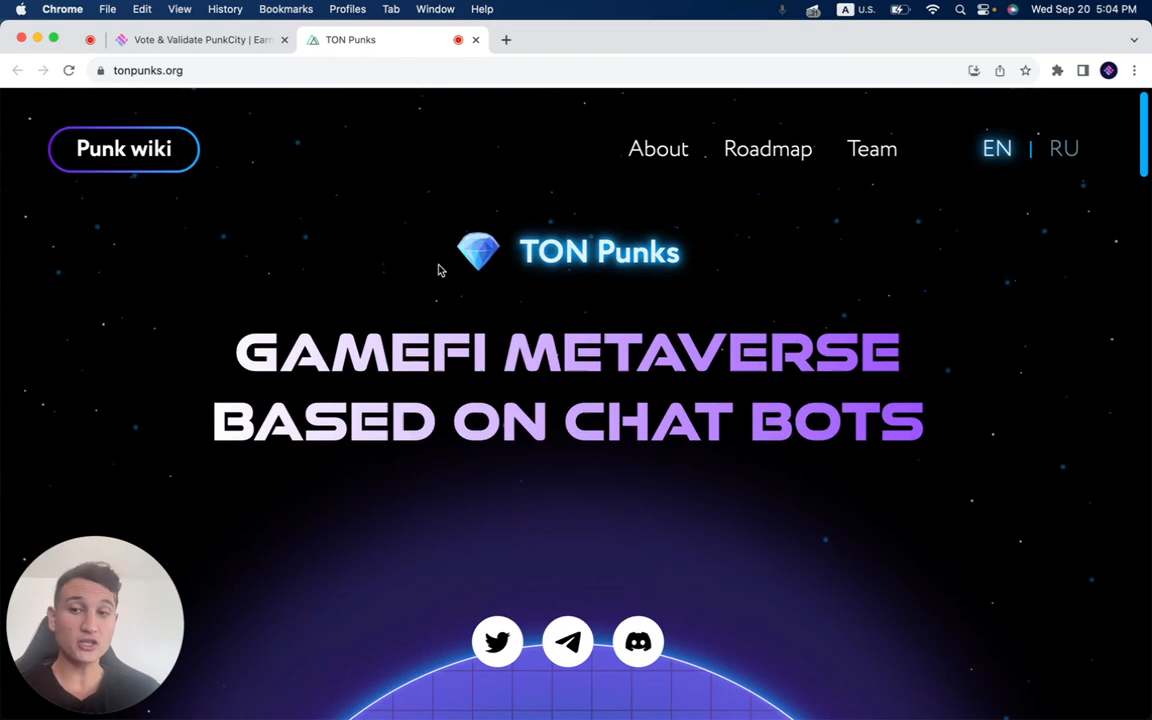 Chrome File Edit View History Bookmarks Profiles Tab Window Help A U.S. Wed Sep 20 5:04 PM
Vote & Validate PunkCity | Earn TON Punks
tonpunks.org
Punk wiki About Roadmap Team EN | RU
TON Punks
GAMEFI METAVERSE
BASED ON CHAT BOTS